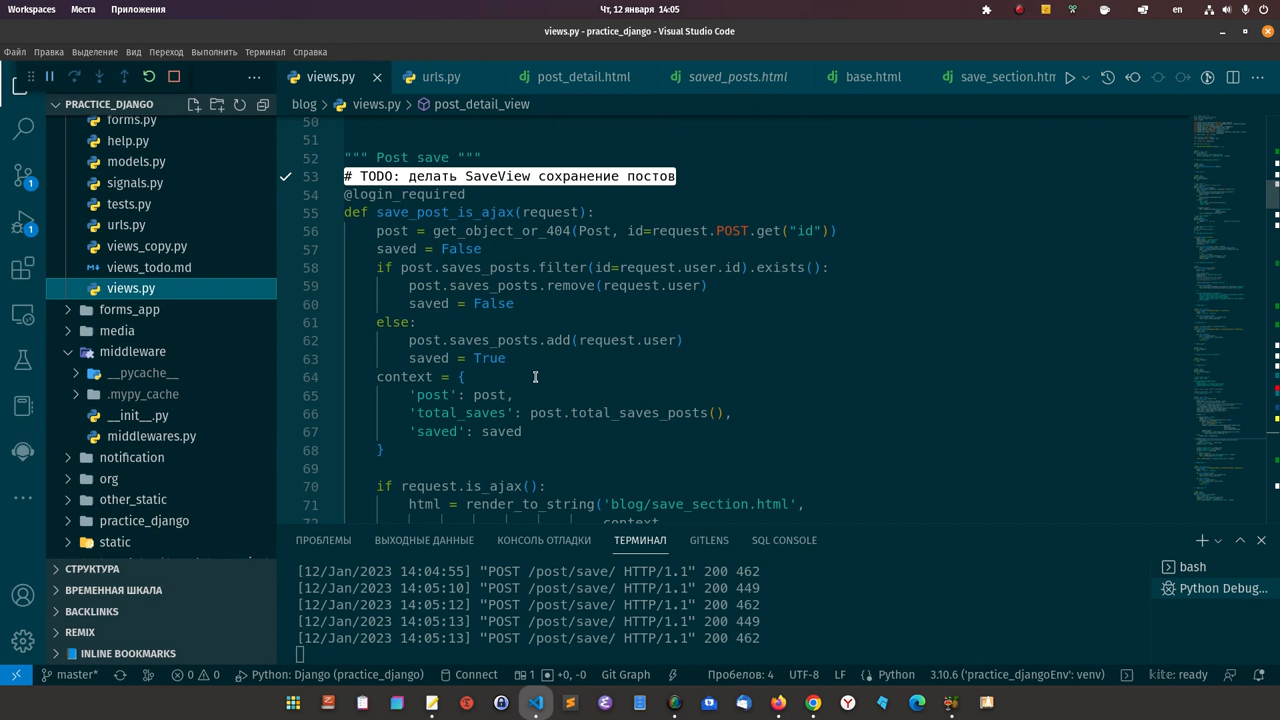 Workspaces Места Приложения Чт, 12 января 14:05 en
views.py - practice_django - Visual Studio Code
Файл Правка Выделение Вид Переход Выполнить Терминал Справка
views.py urls.py post_detail.html saved_posts.html base.html save_section.htm
PRACTICE_DJANGO
blog > views.py > post_detail_view
forms.py
help.py
models.py
signals.py
tests.py
urls.py
views_copy.py
views_todo.md
views.py
forms_app
media
middleware
__pycache__
.mypy_cache
__init__.py
middlewares.py
notification
org
other_static
practice_django
static
СТРУКТУРА
ВРЕМЕННАЯ ШКАЛА
BACKLINKS
REMIX
INLINE BOOKMARKS
1
1
50
51
52 """ Post save """
53 # TODO: делать SaveView сохранение постов
54 @login_required
55 def save_post_is_ajax(request):
56 post = get_object_or_404(Post, id=request.POST.get("id"))
57 saved = False
58 if post.saves_posts.filter(id=request.user.id).exists():
59 post.saves_posts.remove(request.user)
60 saved = False
61 else:
62 post.saves_posts.add(request.user)
63 saved = True
64 context = {
65 'post': post,
66 'total_saves': post.total_saves_posts(),
67 'saved': saved
68 }
69
70 if request.is_ajax():
71 html = render_to_string('blog/save_section.html',
72 context
ПРОБЛЕМЫ ВЫХОДНЫЕ ДАННЫЕ КОНСОЛЬ ОТЛАДКИ ТЕРМИНАЛ GITLENS SQL CONSOLE
[12/Jan/2023 14:04:55] "POST /post/save/ HTTP/1.1" 200 462
[12/Jan/2023 14:05:10] "POST /post/save/ HTTP/1.1" 200 449
[12/Jan/2023 14:05:12] "POST /post/save/ HTTP/1.1" 200 462
[12/Jan/2023 14:05:13] "POST /post/save/ HTTP/1.1" 200 449
[12/Jan/2023 14:05:13] "POST /post/save/ HTTP/1.1" 200 462
bash
Python Debug...
master* 0 0 Python: Django (practice_django) Connect 1 +0, -0 Git Graph Пробелов: 4 UTF-8 LF Python 3.10.6 ('practice_djangoEnv': venv) kite: ready